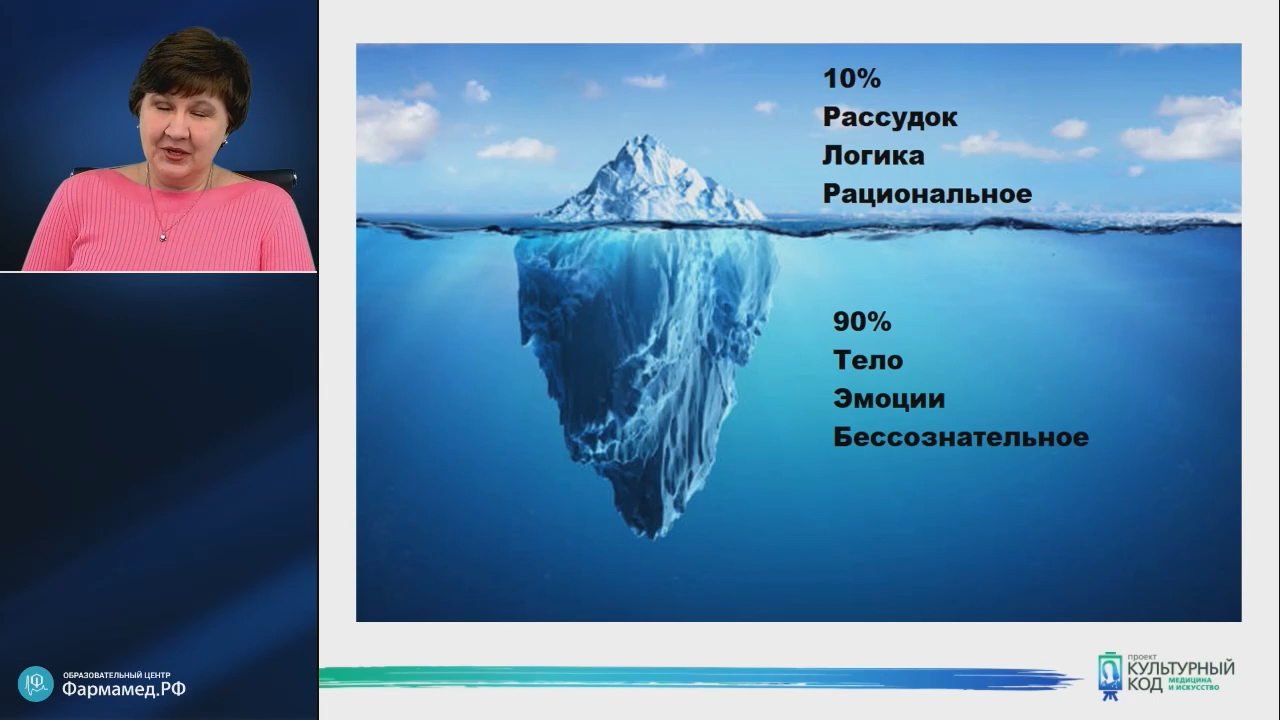 10%
Рассудок
Логика
Рациональное
90%
Тело
Эмоции
Бессознательное
ОБРАЗОВАТЕЛЬНЫЙ ЦЕНТР
Фармамед.РФ
проект
КУЛЬТУРНЫЙ
КОД
МЕДИЦИНА
И ИСКУССТВО